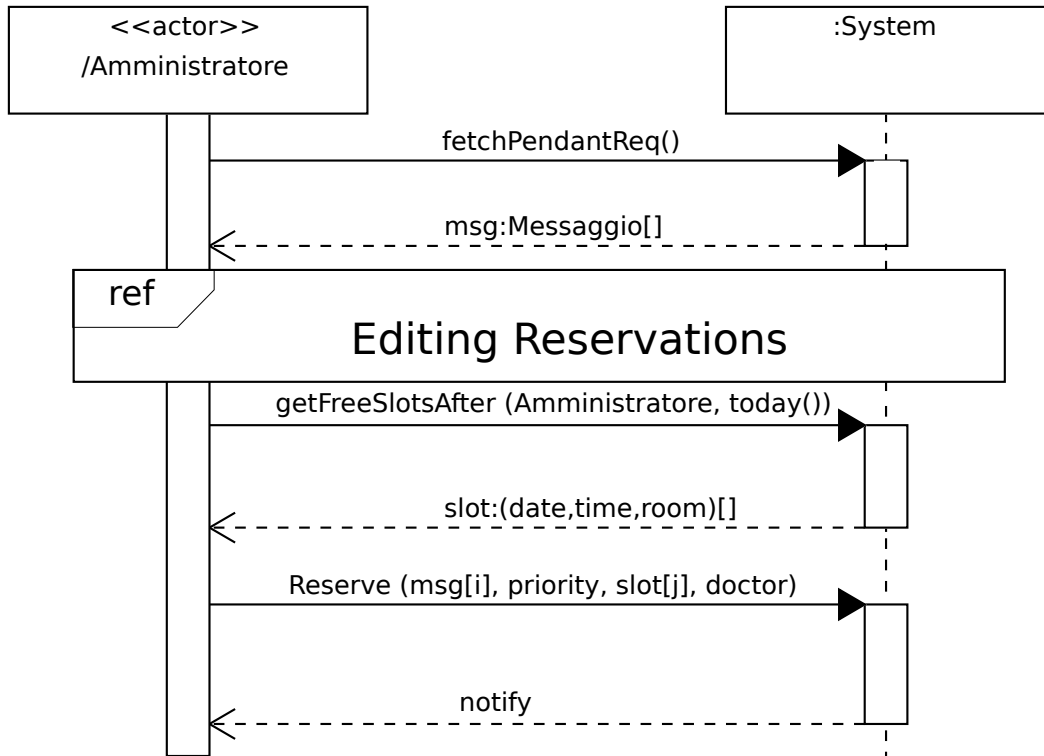 <<actor>>
/Amministratore
:System
fetchPendantReq()
msg:Messaggio[]
ref
Editing Reservations
getFreeSlotsAfter (Amministratore, today())
slot:(date,time,room)[]
Reserve (msg[i], priority, slot[j], doctor)
notify